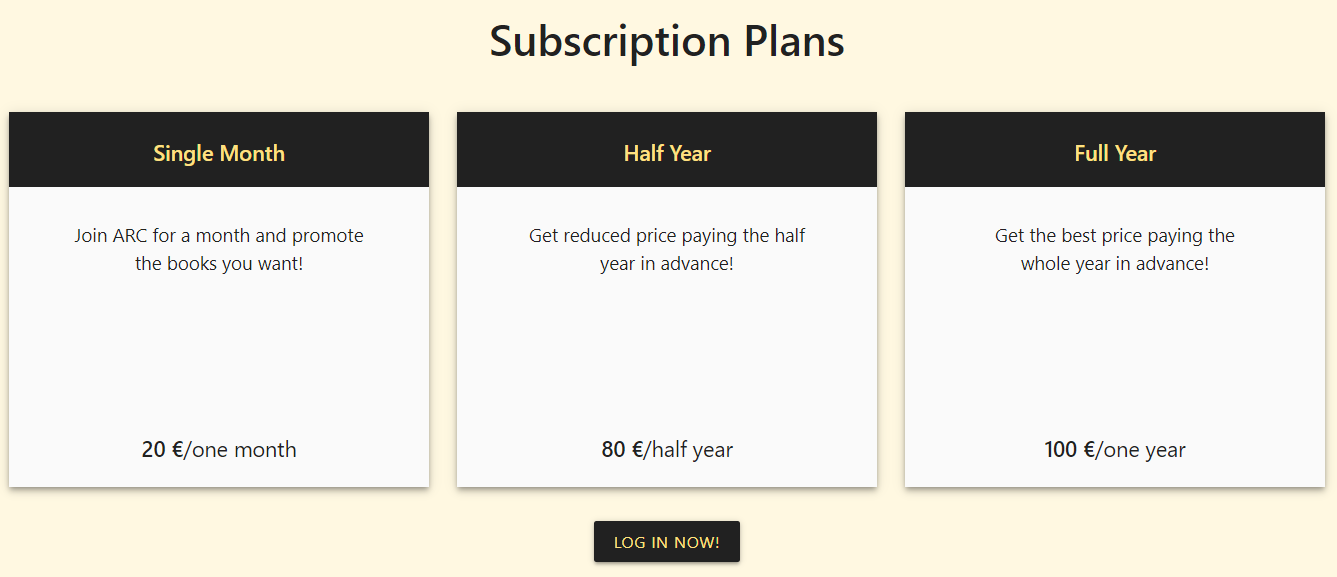 Subscription Plans
Single Month
Join ARC for a month and promote
the books you want!
20 €/one month
Half Year
Get reduced price paying the half
year in advance!
80 €/half year
Full Year
Get the best price paying the
whole year in advance!
100 €/one year
LOG IN NOW!